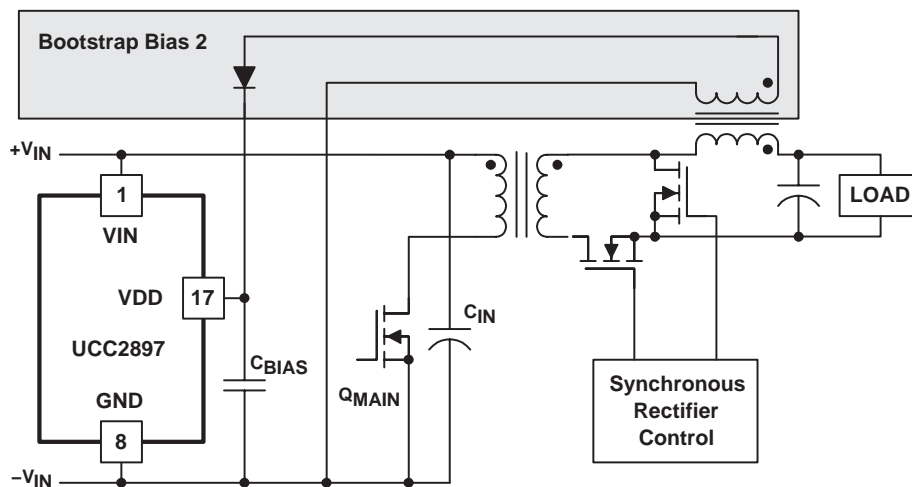 Bootstrap Bias 2
+VIN
1
VIN
VDD
17
UCC2897
GND
8
−VIN
CBIAS
QMAIN
CIN
LOAD
Synchronous
Rectifier
Control